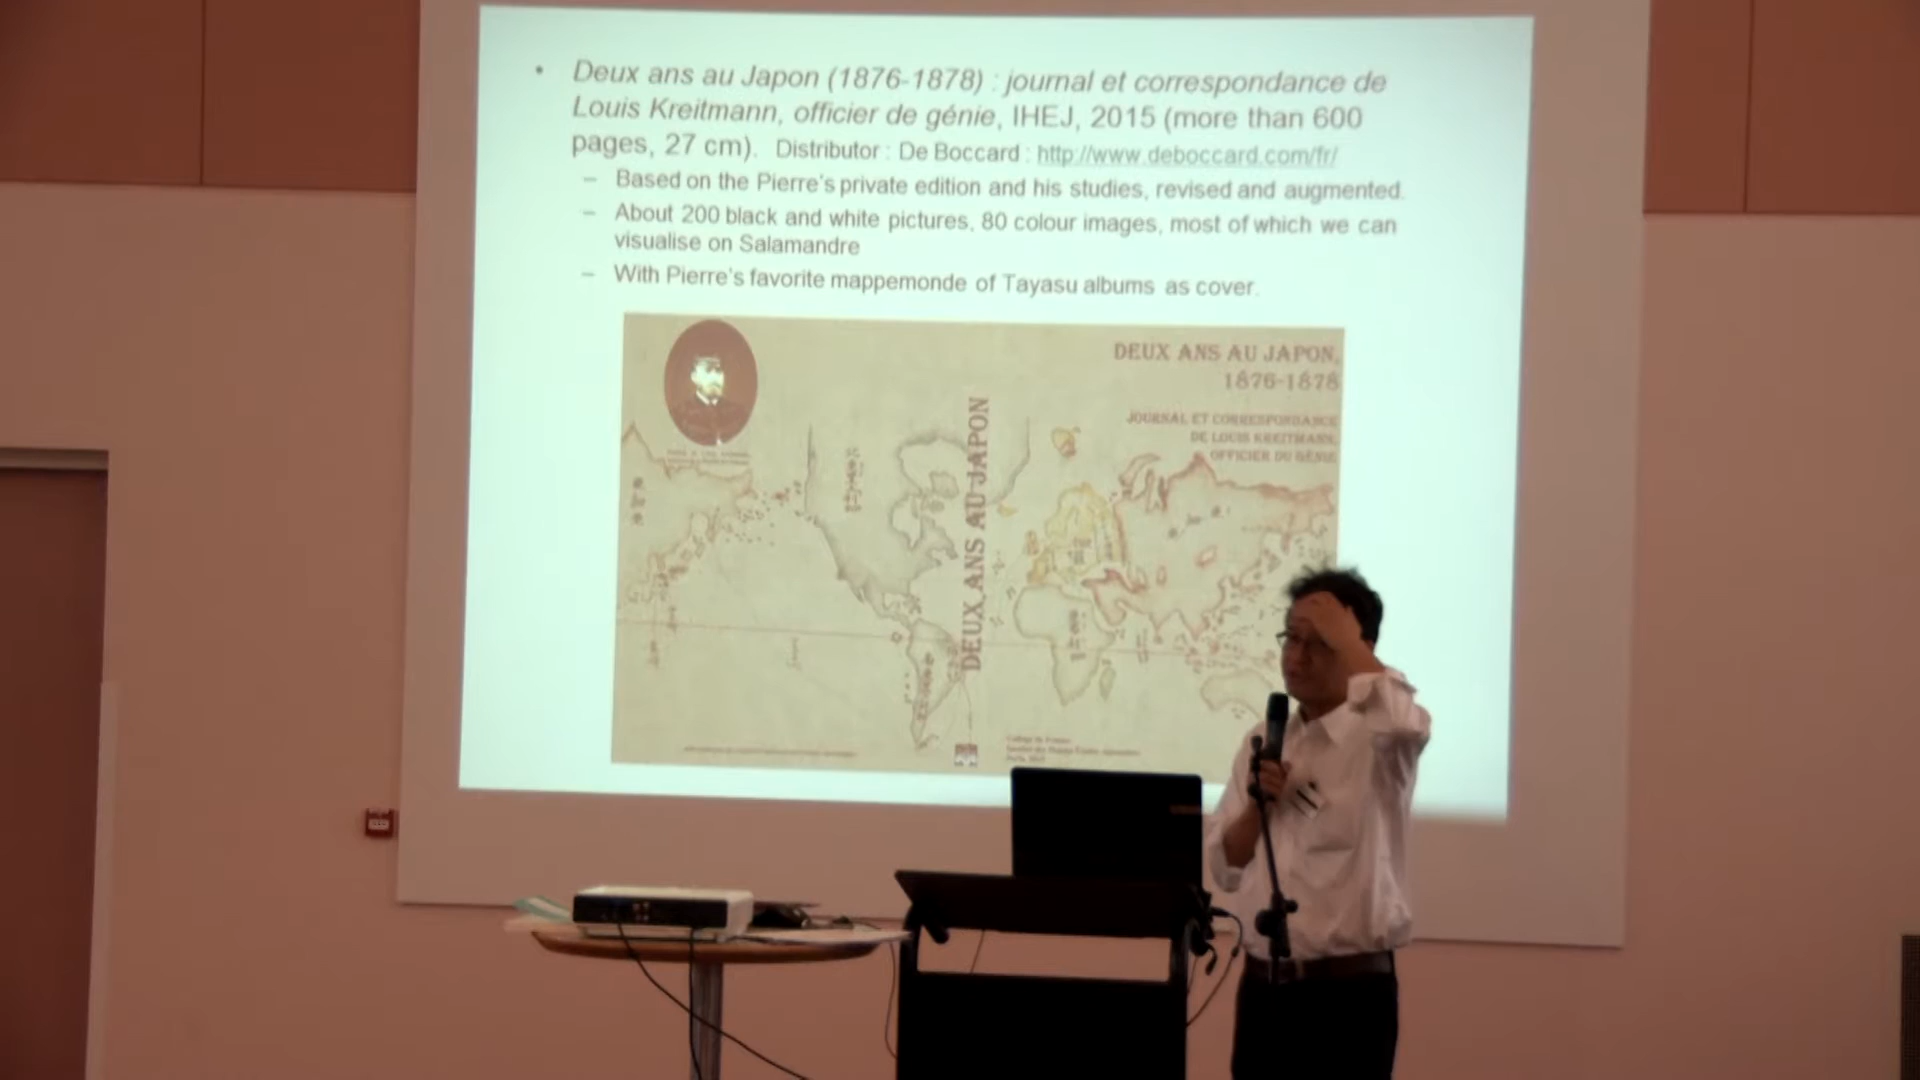 • Deux ans au Japon (1876-1878) : journal et correspondance de
Louis Kreitmann, officier de génie, IHEJ, 2015 (more than 600
pages, 27 cm). Distributor : De Boccard : http://www.deboccard.com/fr/
– Based on the Pierre's private edition and his studies, revised and augmented.
– About 200 black and white pictures, 80 colour images, most of which we can
visualise on Salamandre
– With Pierre's favorite mappemonde of Tayasu albums as cover.
DEUX ANS AU JAPON,
1876-1878
JOURNAL ET CORRESPONDANCE
DE LOUIS KREITMANN,
OFFICIER DU GÉNIE
DEUX ANS AU JAPON
Collège de France